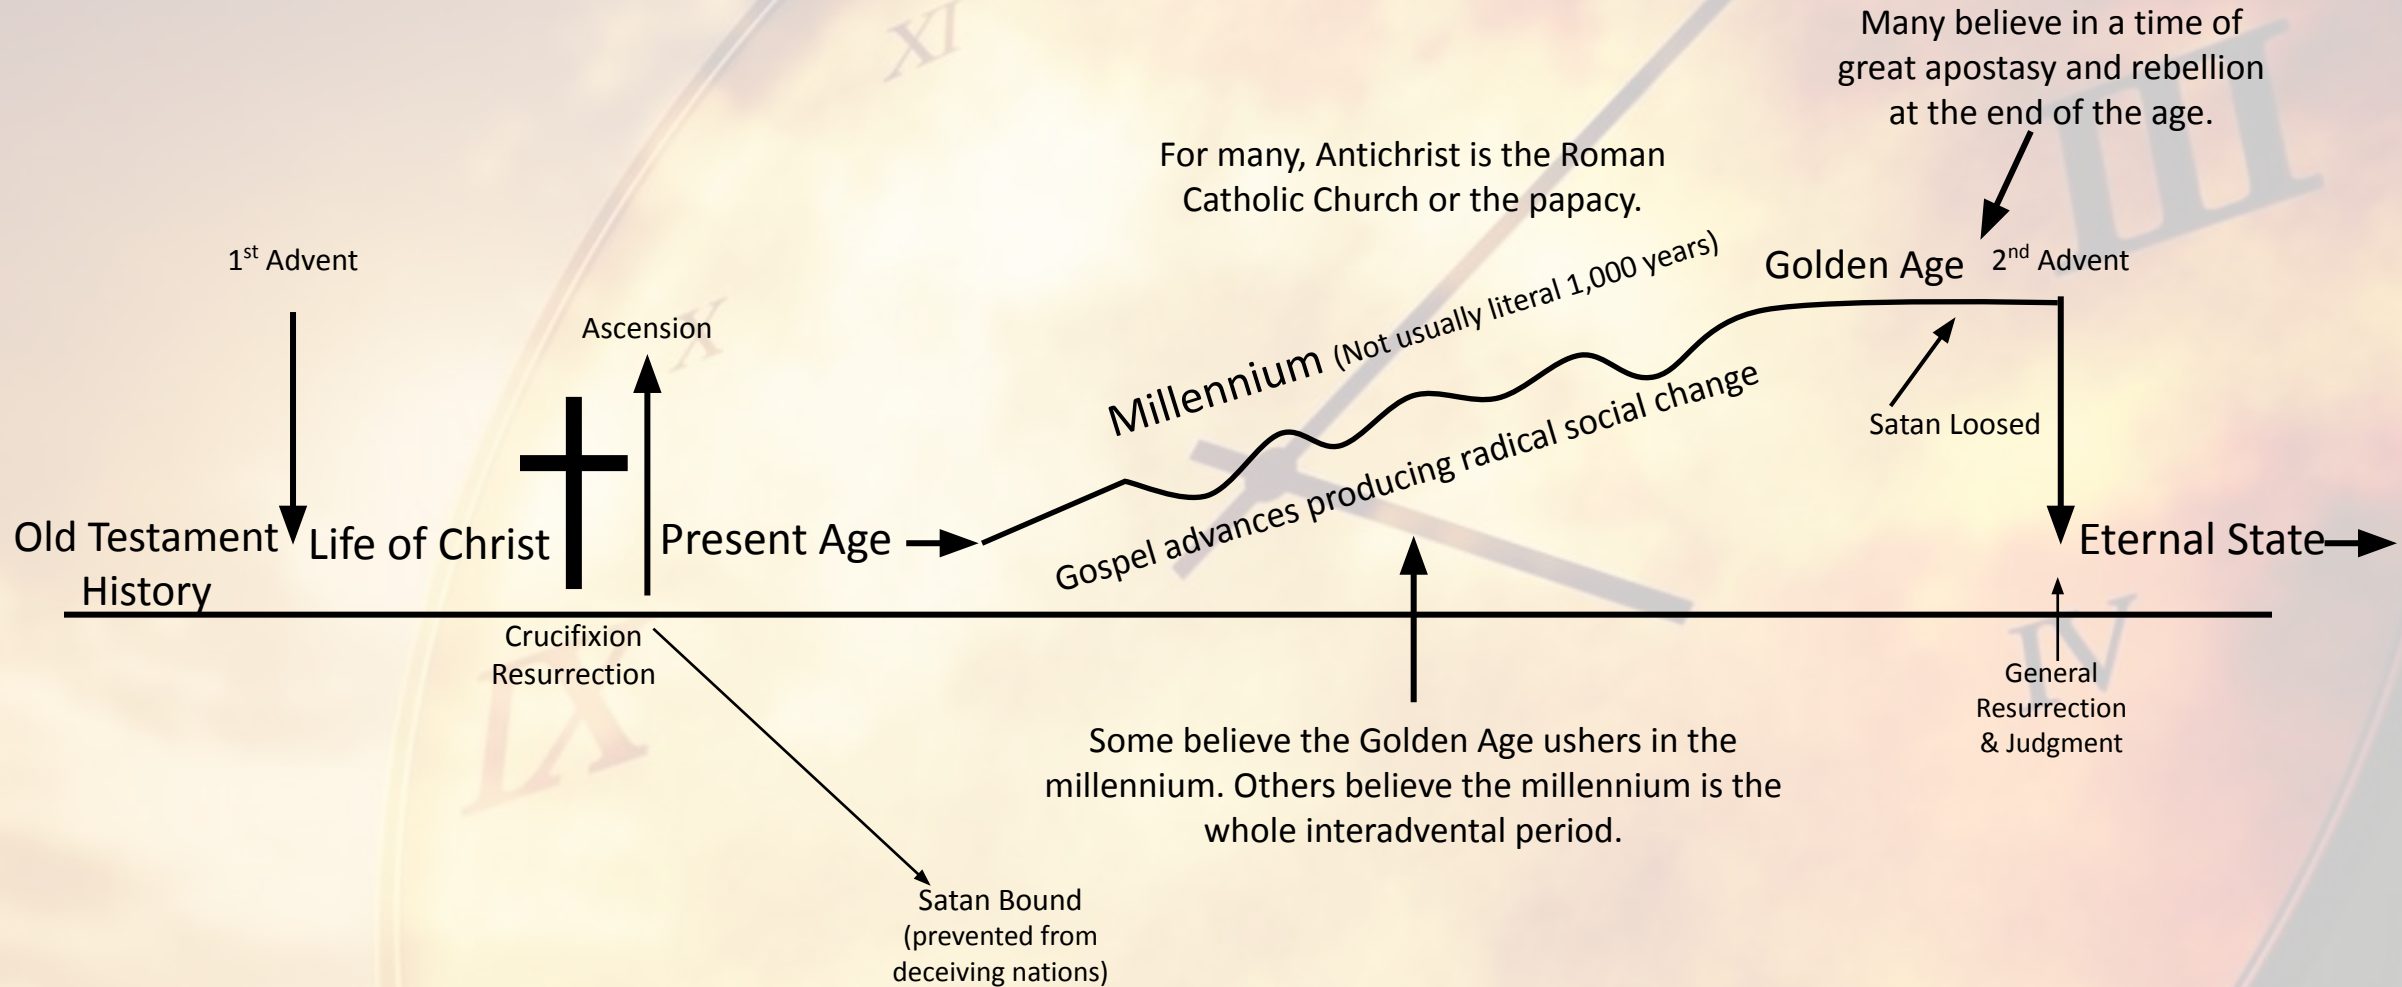 Many believe in a time of
great apostasy and rebellion
at the end of the age.
For many, Antichrist is the Roman
Catholic Church or the papacy.
1st Advent
Ascension
Millennium (Not usually literal 1,000 years)
Golden Age
2nd Advent
Gospel advances producing radical social change
Satan Loosed
Old Testament
History
Life of Christ
Present Age
Eternal State
Crucifixion
Resurrection
General
Resurrection
& Judgment
Some believe the Golden Age ushers in the
millennium. Others believe the millennium is the
whole interadvental period.
Satan Bound
(prevented from
deceiving nations)
XI
X
IX
III
IV